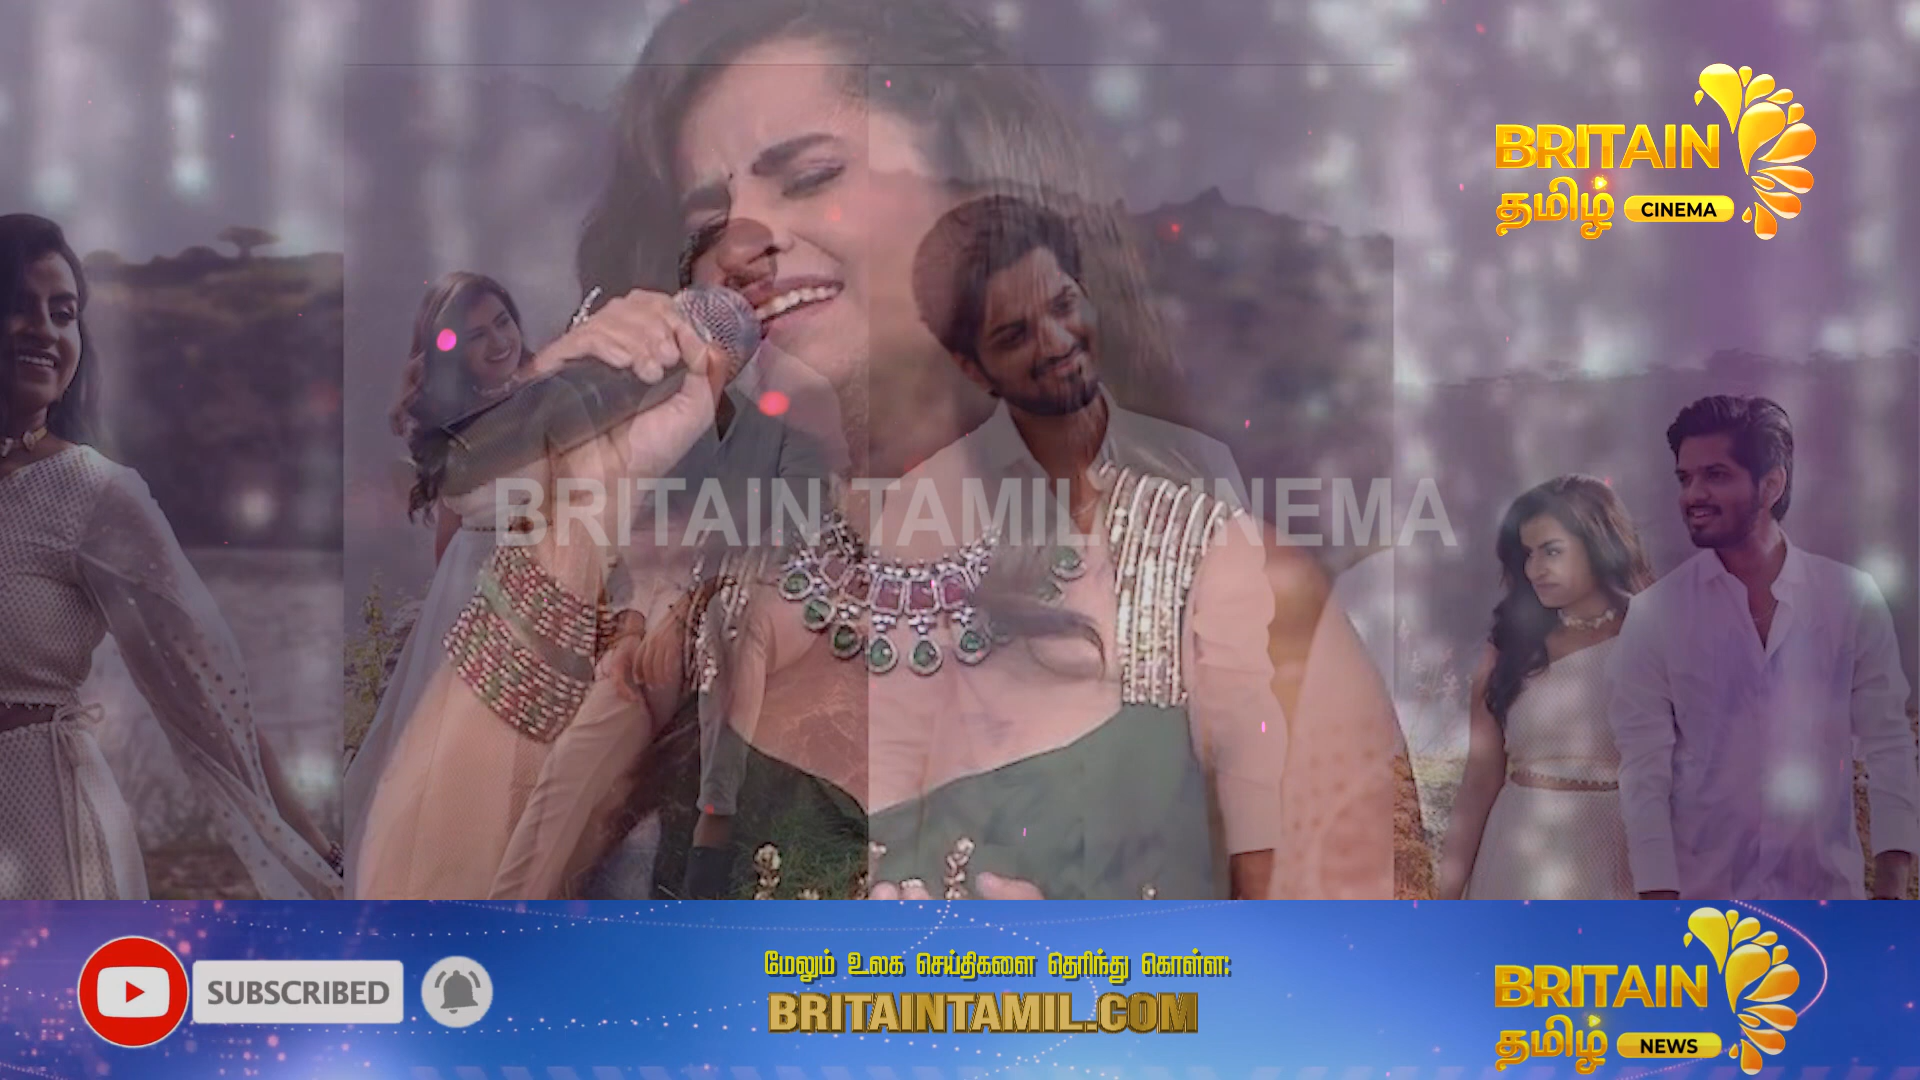 BRITAIN
தமிழ் CINEMA
BRITAIN TAMIL CINEMA
SUBSCRIBED
மேலும் உலக செய்திகளை தெரிந்து கொள்ள:
BRITAINTAMIL.COM
BRITAIN
தமிழ் NEWS